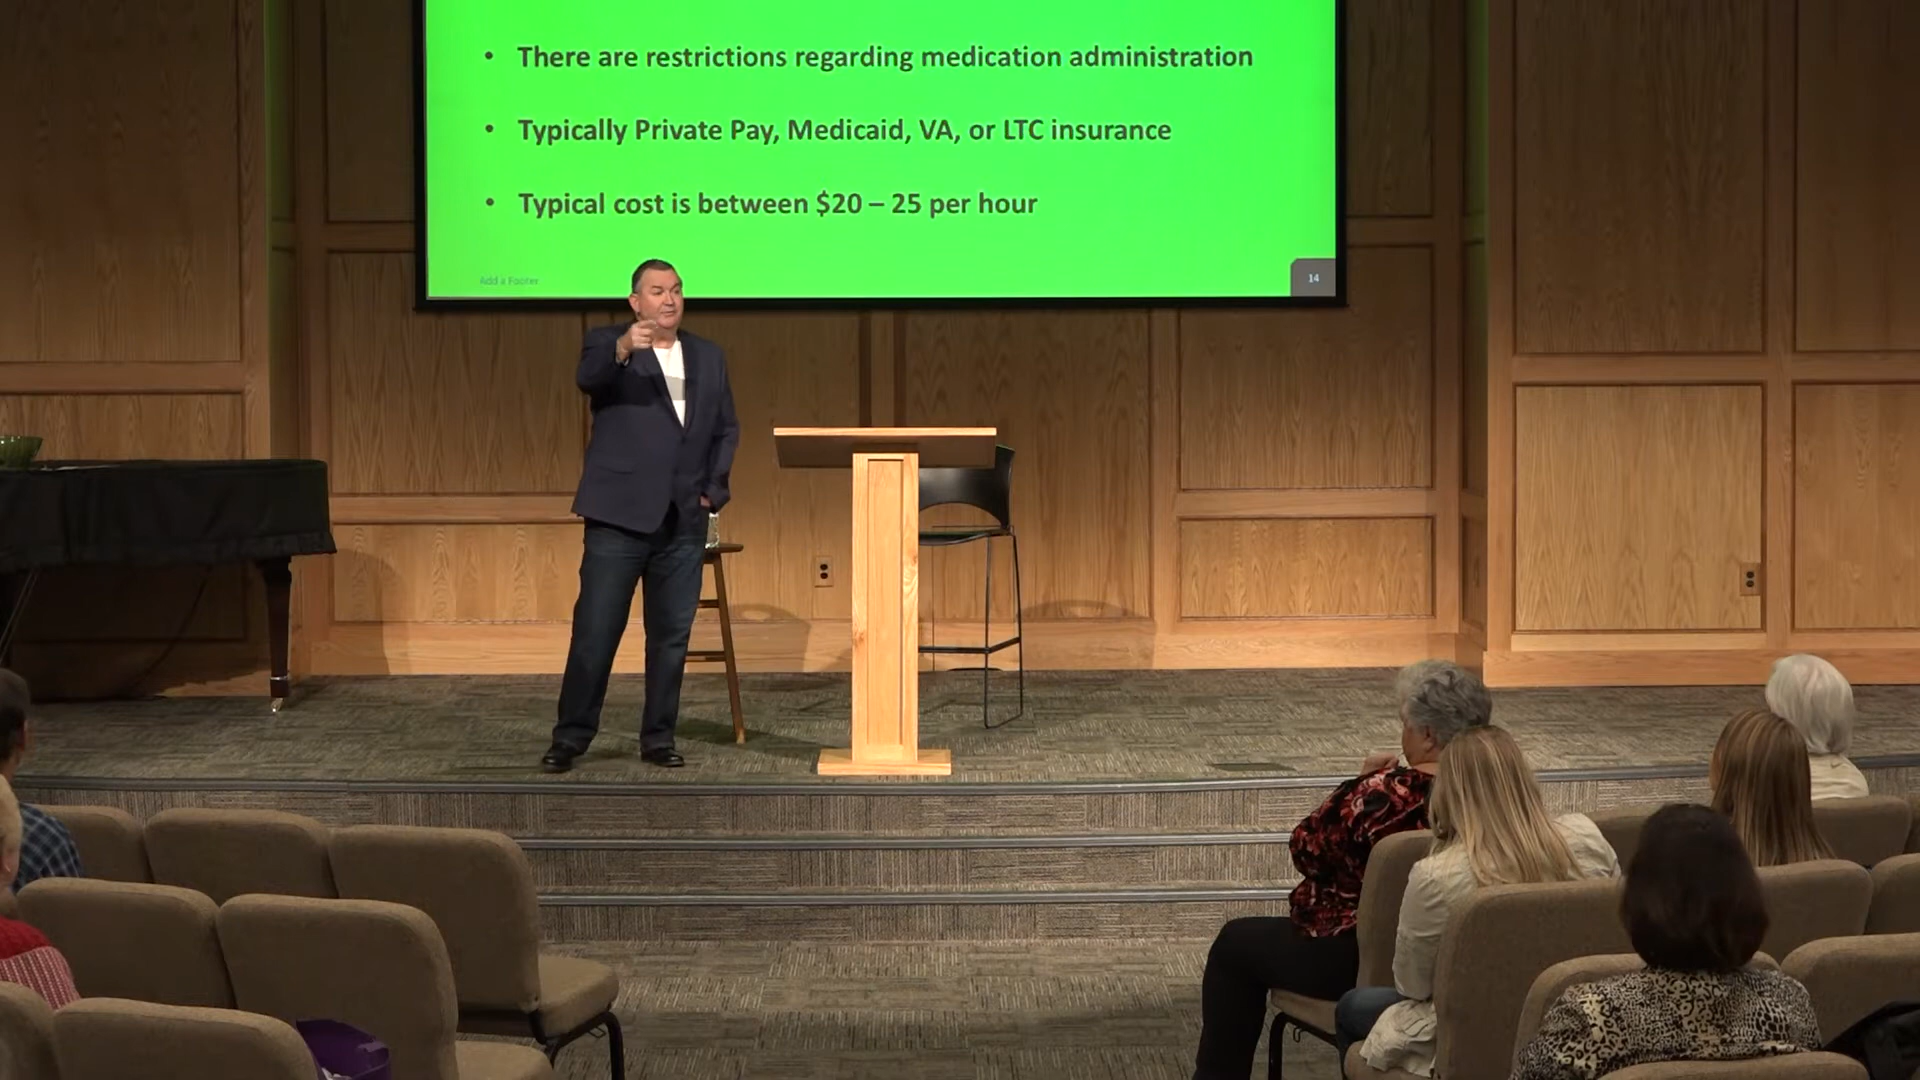 • There are restrictions regarding medication administration
• Typically Private Pay, Medicaid, VA, or LTC insurance
• Typical cost is between $20 – 25 per hour
Add a Footer
14